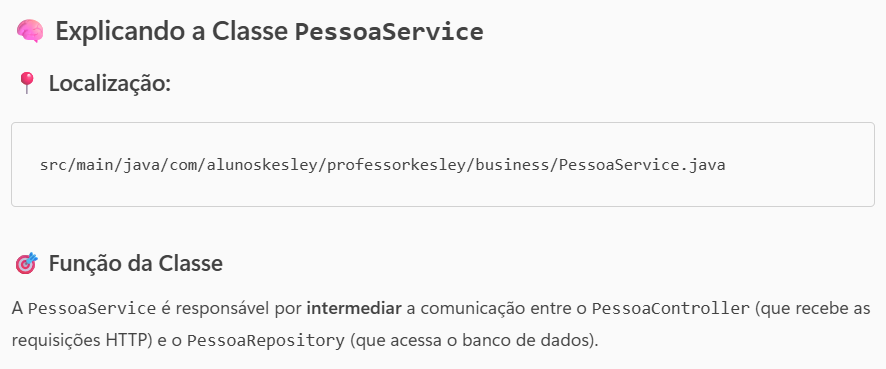 🧠 Explicando a Classe PessoaService
📍 Localização:
src/main/java/com/alunoskesley/professorkesley/business/PessoaService.java
🎯 Função da Classe
A PessoaService é responsável por intermediar a comunicação entre o PessoaController (que recebe as
requisições HTTP) e o PessoaRepository (que acessa o banco de dados).